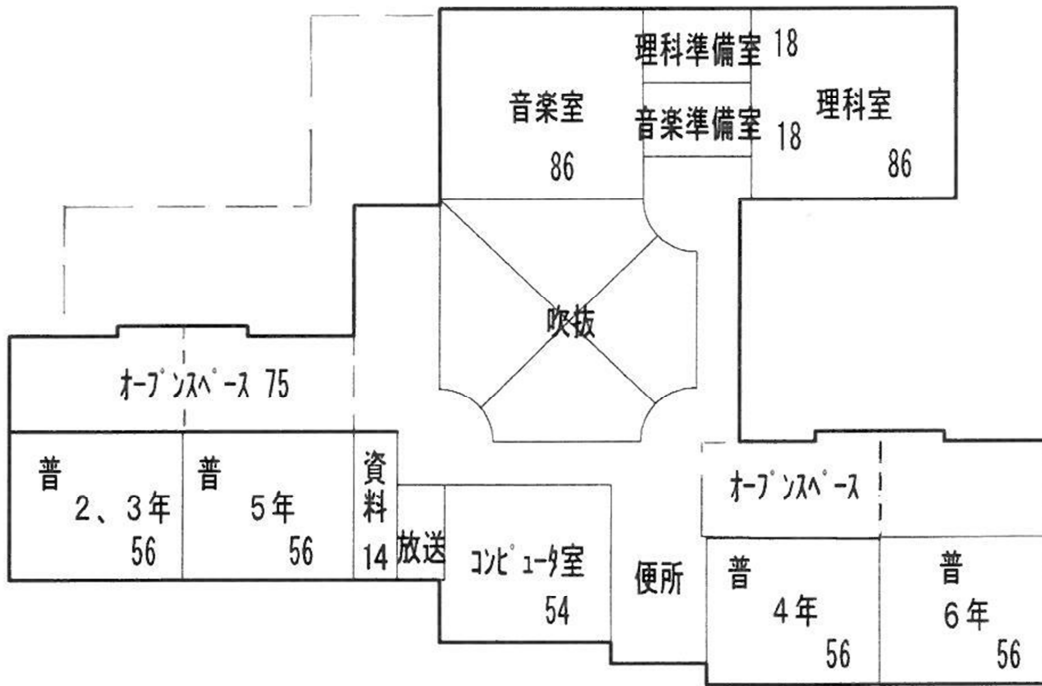 理科準備室 18
音楽室
86
音楽準備室 18
理科室
86
吹抜
オープンスペース 75
普
2、3年
56
普
5年
56
資料
14
放送
コンピュータ室
54
便所
オープンスペース
普
4年
56
普
6年
56